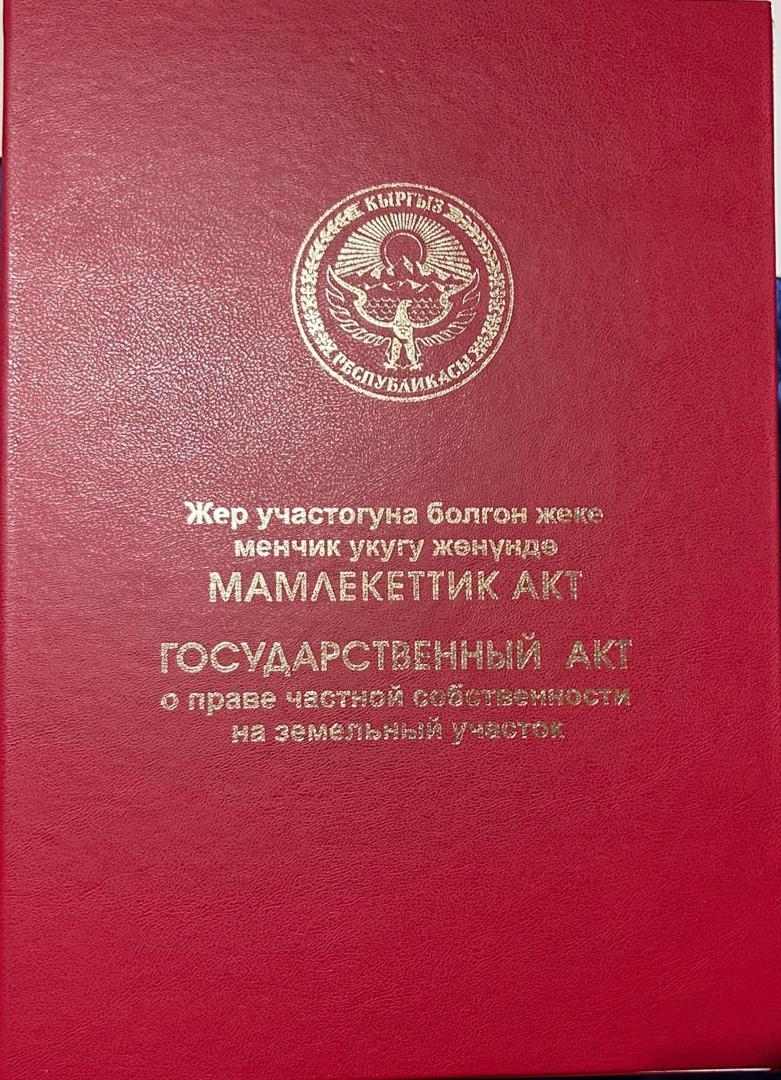 КЫРГЫЗ
РЕСПУБЛИКАСЫ
Жер участогуна болгон жеке
менчик укугу жөнүндө
МАМЛЕКЕТТИК АКТ
ГОСУДАРСТВЕННЫЙ АКТ
о праве частной собственности
на земельный участок